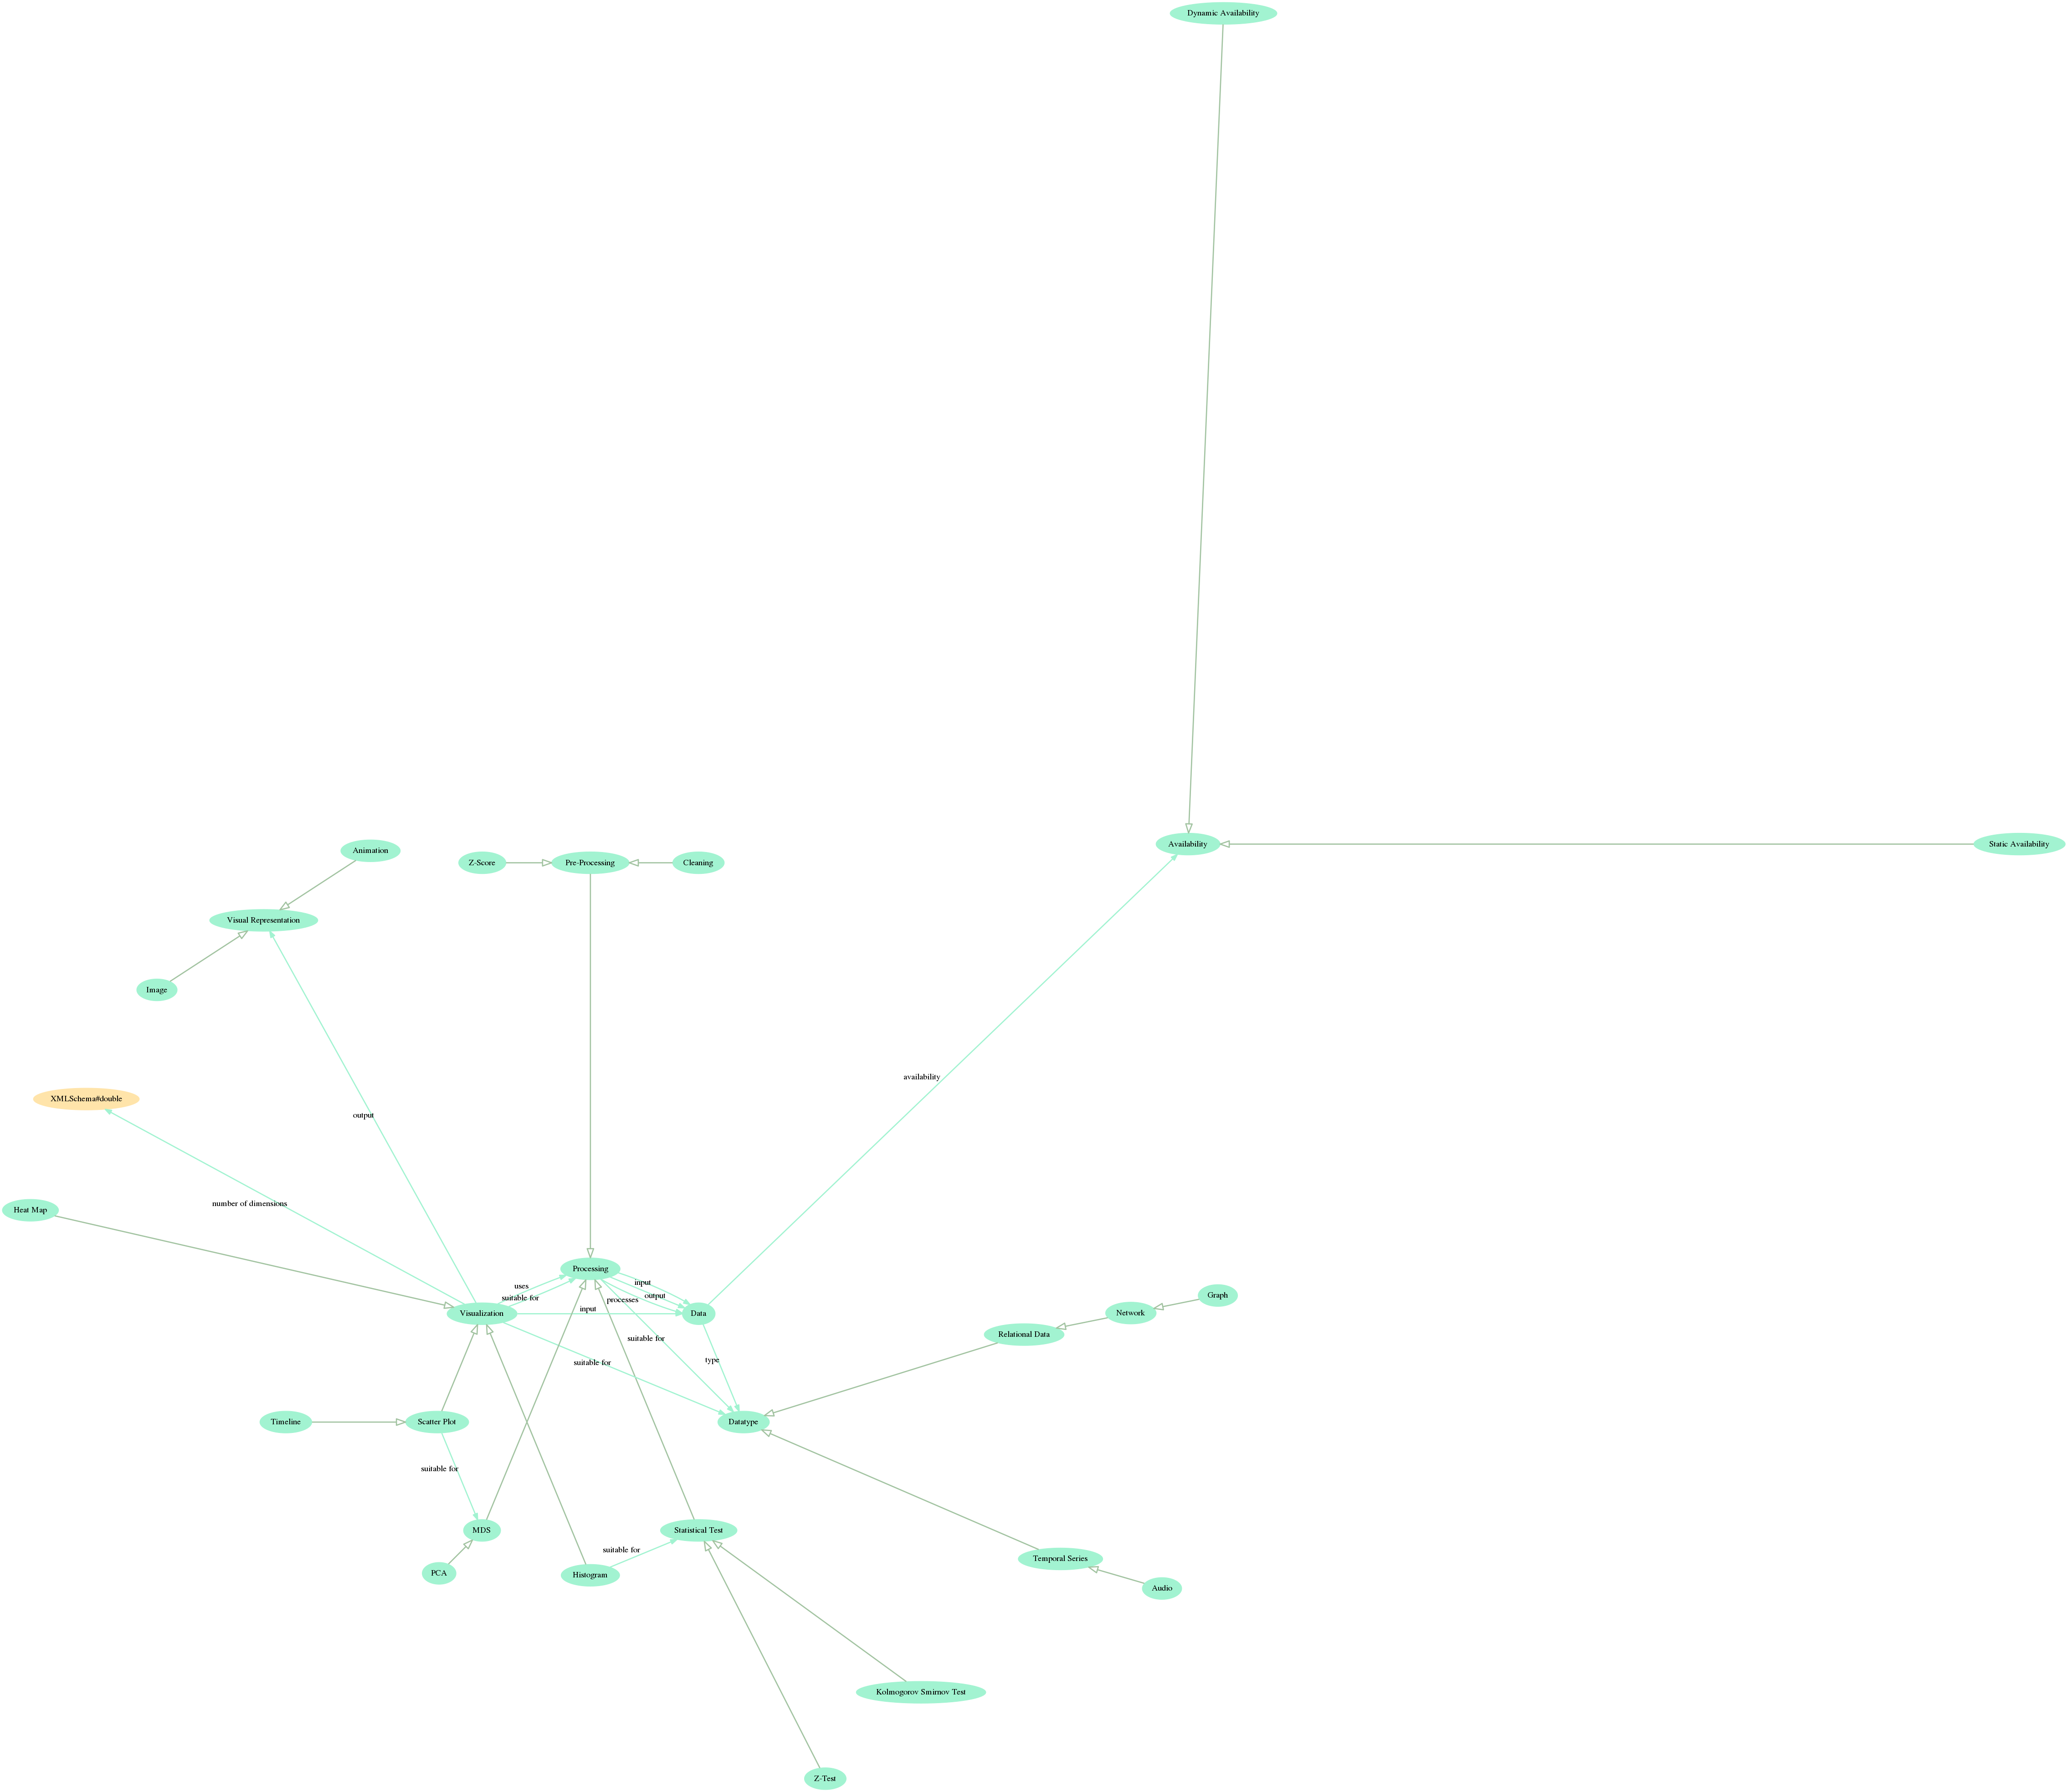 Dynamic Availability
Availability
Static Availability
Animation
Z-Score
Pre-Processing
Cleaning
Visual Representation
Image
availability
XMLSchema#double
output
number of dimensions
Heat Map
Processing
uses
suitable for
input
output
processes
Visualization
input
Data
Graph
Network
Relational Data
suitable for
suitable for
type
Timeline
Scatter Plot
Datatype
suitable for
MDS
Statistical Test
suitable for
PCA
Histogram
Temporal Series
Audio
Kolmogorov Smirnov Test
Z-Test